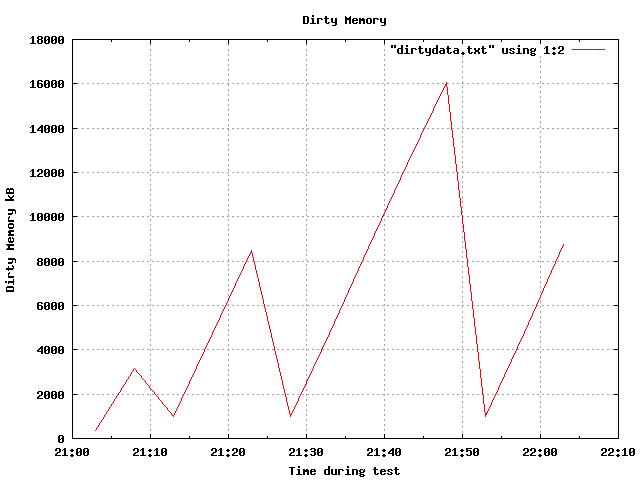 Dirty Memory
"dirtydata.txt" using 1:2
18000
16000
14000
12000
10000
8000
6000
4000
2000
0
Dirty Memory kB
21:00 21:10 21:20 21:30 21:40 21:50 22:00 22:10
Time during test